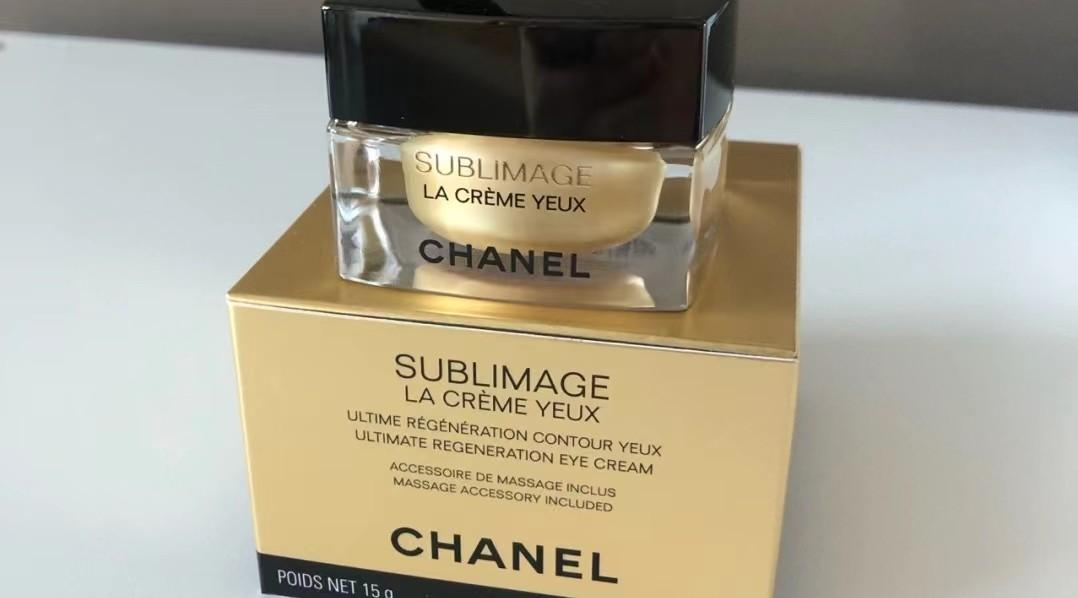 SUBLIMAGE
LA CRÈME YEUX
CHANEL
SUBLIMAGE
LA CRÈME YEUX
ULTIME RÉGÉNÉRATION CONTOUR YEUX
ULTIMATE REGENERATION EYE CREAM
ACCESSOIRE DE MASSAGE INCLUS
MASSAGE ACCESSORY INCLUDED
CHANEL
POIDS NET 15 g